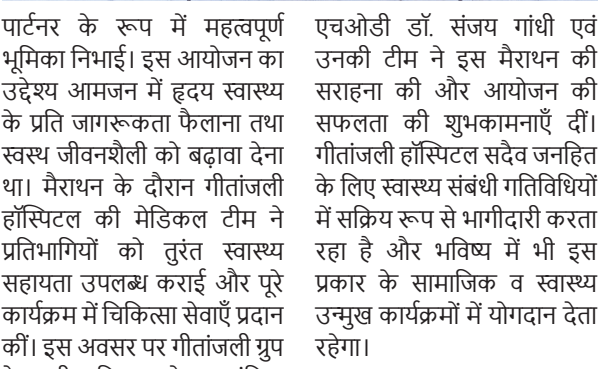 पार्टनर के रूप में महत्वपूर्ण
भूमिका निभाई। इस आयोजन का
उद्देश्य आमजन में हृदय स्वास्थ्य
के प्रति जागरूकता फैलाना तथा
स्वस्थ जीवनशैली को बढ़ावा देना
था। मैराथन के दौरान गीतांजली
हॉस्पिटल की मेडिकल टीम ने
प्रतिभागियों को तुरंत स्वास्थ्य
सहायता उपलब्ध कराई और पूरे
कार्यक्रम में चिकित्सा सेवाएँ प्रदान
कीं। इस अवसर पर गीतांजली ग्रुप
एचओडी डॉ. संजय गांधी एवं
उनकी टीम ने इस मैराथन की
सराहना की और आयोजन की
सफलता की शुभकामनाएँ दीं।
गीतांजली हॉस्पिटल सदैव जनहित
के लिए स्वास्थ्य संबंधी गतिविधियों
में सक्रिय रूप से भागीदारी करता
रहा है और भविष्य में भी इस
प्रकार के सामाजिक व स्वास्थ्य
उन्मुख कार्यक्रमों में योगदान देता
रहेगा।